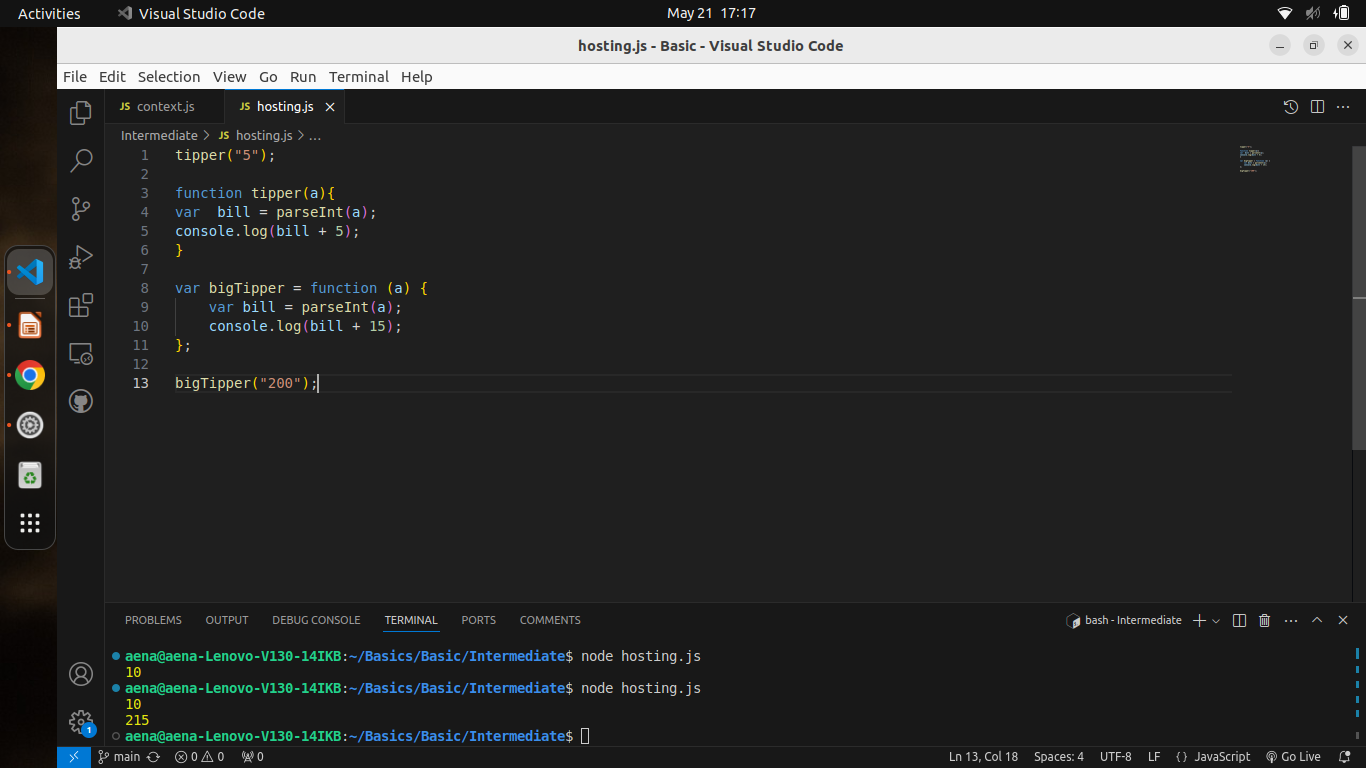 Activities Visual Studio Code May 21 17:17
hosting.js - Basic - Visual Studio Code
File Edit Selection View Go Run Terminal Help
JS context.js JS hosting.js
Intermediate > JS hosting.js > ...
1 tipper("5");
2
3 function tipper(a){
4 var  bill = parseInt(a);
5 console.log(bill + 5);
6 }
7
8 var bigTipper = function (a) {
9     var bill = parseInt(a);
10     console.log(bill + 15);
11 };
12
13 bigTipper("200");
PROBLEMS OUTPUT DEBUG CONSOLE TERMINAL PORTS COMMENTS bash - Intermediate
aena@aena-Lenovo-V130-14IKB:~/Basics/Basic/Intermediate$ node hosting.js
10
aena@aena-Lenovo-V130-14IKB:~/Basics/Basic/Intermediate$ node hosting.js
10
215
aena@aena-Lenovo-V130-14IKB:~/Basics/Basic/Intermediate$
1
main 0 0 0 Ln 13, Col 18 Spaces: 4 UTF-8 LF {} JavaScript Go Live